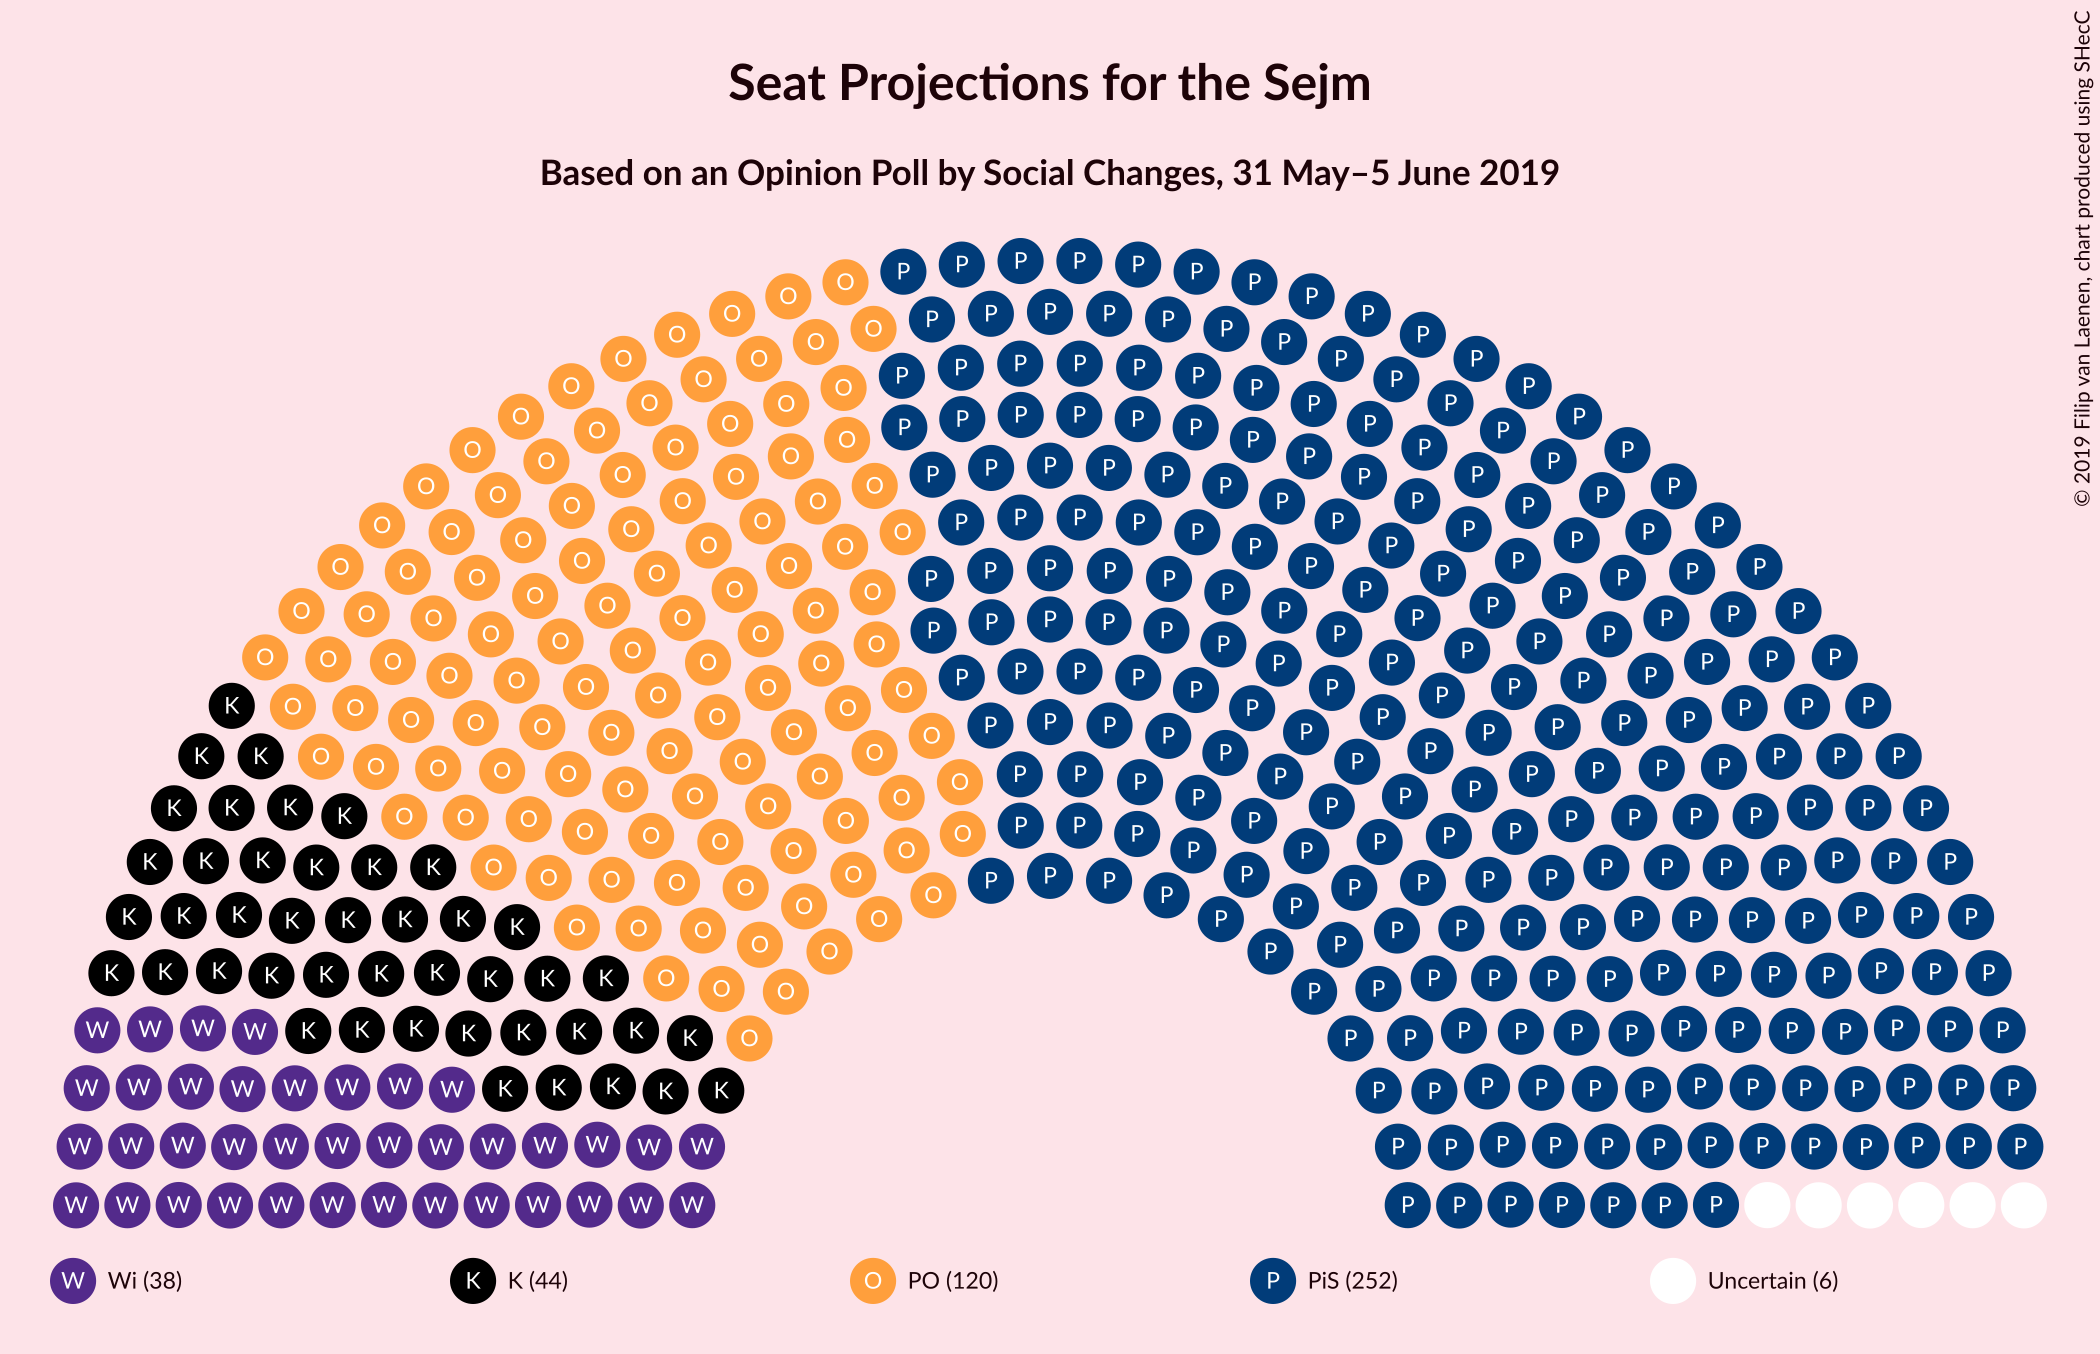 Seat Projections for the Sejm
Based on an Opinion Poll by Social Changes, 31 May–5 June 2019
© 2019 Filip van Laenen, chart produced using SHecC
W Wi (38)
K K (44)
O PO (120)
P PiS (252)
Uncertain (6)